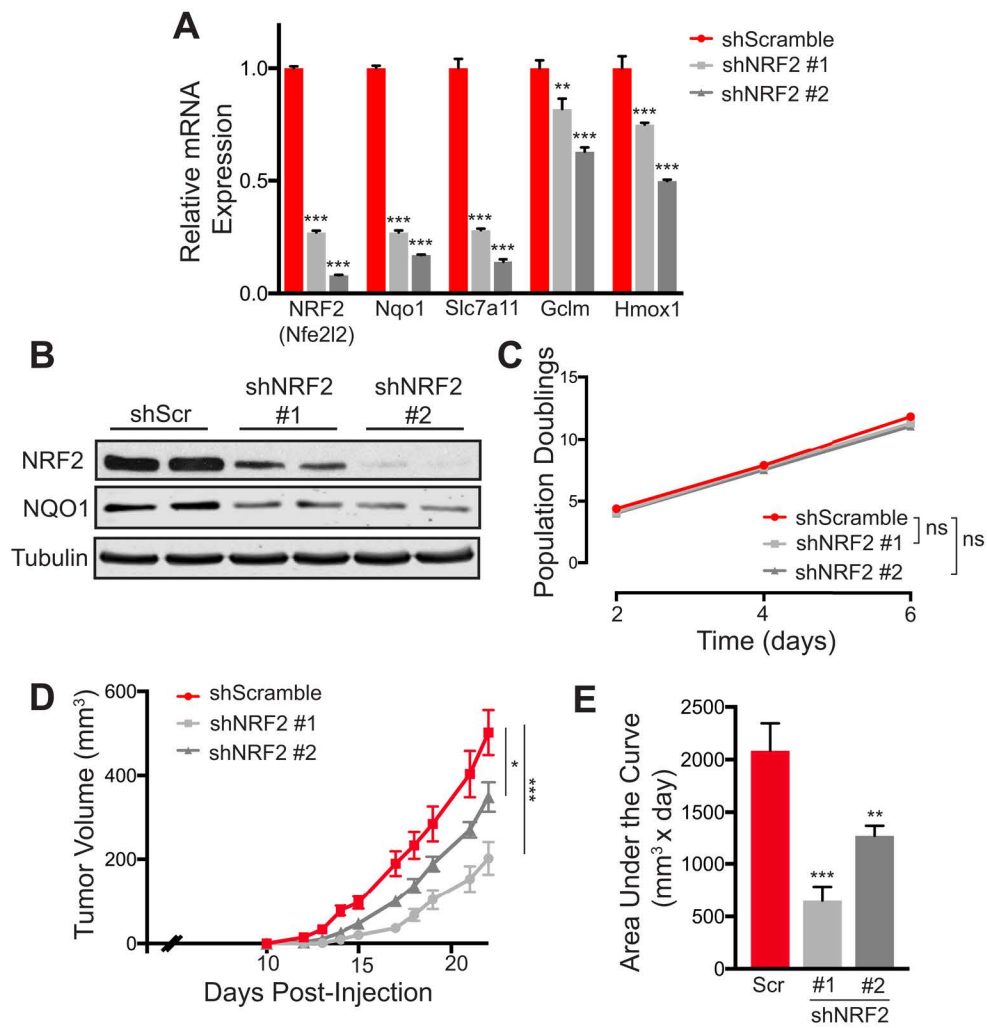 A
shScramble
shNRF2 #1
shNRF2 #2
Relative mRNA
Expression
1.0
0.5
0.0
***
***
***
***
***
***
**
***
***
***
NRF2
(Nfe2l2)
Nqo1
Slc7a11
Gclm
Hmox1
B
shScr
shNRF2
#1
shNRF2
#2
NRF2
NQO1
Tubulin
C
Population Doublings
15
10
5
0
shScramble
shNRF2 #1
shNRF2 #2
ns
ns
2
4
6
Time (days)
D
Tumor Volume (mm³)
600
400
200
0
shScramble
shNRF2 #1
shNRF2 #2
*
***
10
15
20
Days Post-Injection
E
Area Under the Curve
(mm³ x day)
2500
2000
1500
1000
500
0
***
**
Scr
#1
#2
shNRF2